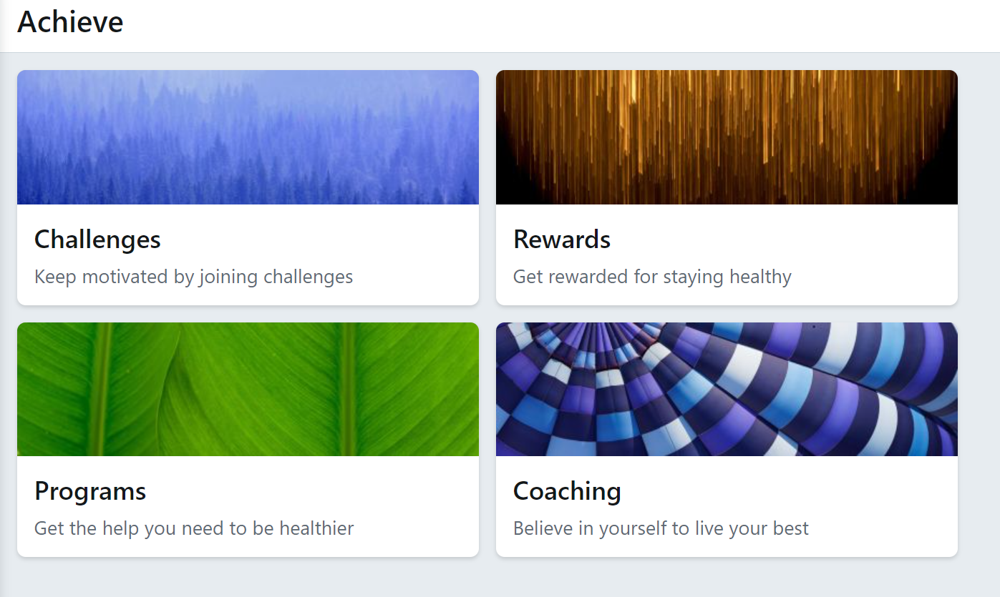 Achieve
Challenges
Keep motivated by joining challenges
Rewards
Get rewarded for staying healthy
Programs
Get the help you need to be healthier
Coaching
Believe in yourself to live your best